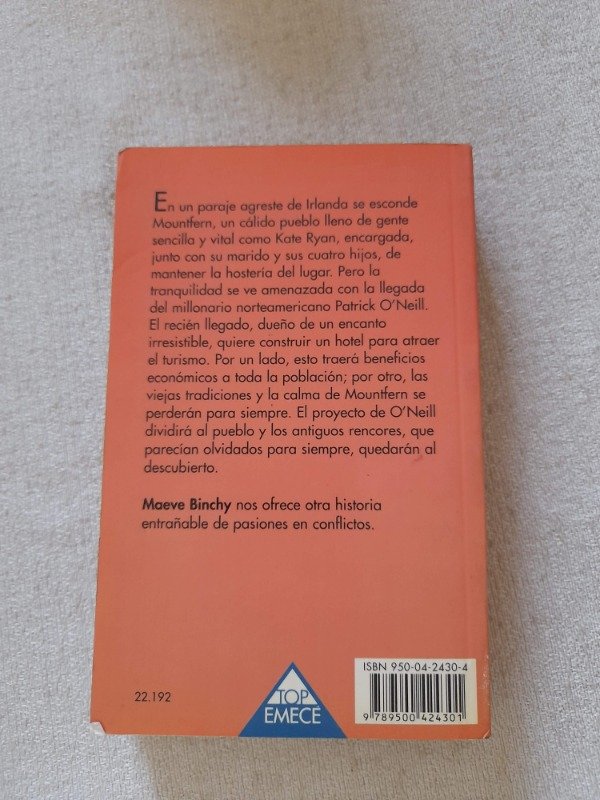 En un paraje agreste de Irlanda se esconde
Mountfern, un cálido pueblo lleno de gente
sencilla y vital como Kate Ryan, encargada,
junto con su marido y sus cuatro hijos, de
mantener la hostería del lugar. Pero la
tranquilidad se ve amenazada con la llegada
del millonario norteamericano Patrick O'Neill.
El recién llegado, dueño de un encanto
irresistible, quiere construir un hotel para atraer
el turismo. Por un lado, esto traerá beneficios
económicos a toda la población; por otro, las
viejas tradiciones y la calma de Mountfern se
perderán para siempre. El proyecto de O'Neill
dividirá al pueblo y los antiguos rencores, que
parecían olvidados para siempre, quedarán al
descubierto.
Maeve Binchy nos ofrece otra historia
entrañable de pasiones en conflictos.
22.192
TOP
EMECÉ
ISBN 950-04-2430-4
9 789500 424301